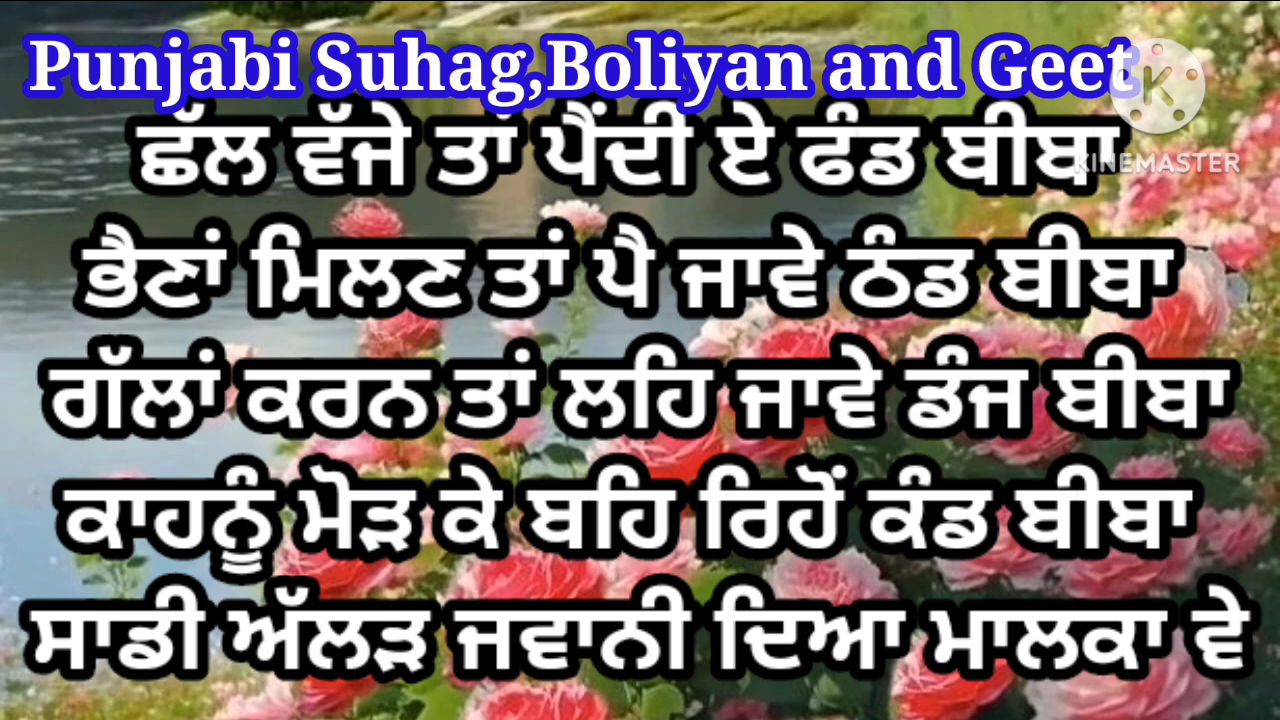 Punjabi Suhag,Boliyan and Geet
KINEMASTER
ਛੱਲ ਵੱਜੇ ਤਾਂ ਪੈਂਦੀ ਏ ਫੰਡ ਬੀਬਾ
ਭੈਣਾਂ ਮਿਲਣ ਤਾਂ ਪੈ ਜਾਵੇ ਠੰਡ ਬੀਬਾ
ਗੱਲਾਂ ਕਰਨ ਤਾਂ ਲਹਿ ਜਾਵੇ ਡੰਜ ਬੀਬਾ
ਕਾਹਨੂੰ ਮੋੜ ਕੇ ਬਹਿ ਰਿਹੋਂ ਕੰਡ ਬੀਬਾ
ਸਾਡੀ ਅੱਲੜ ਜਵਾਨੀ ਦਿਆ ਮਾਲਕਾ ਵੇ